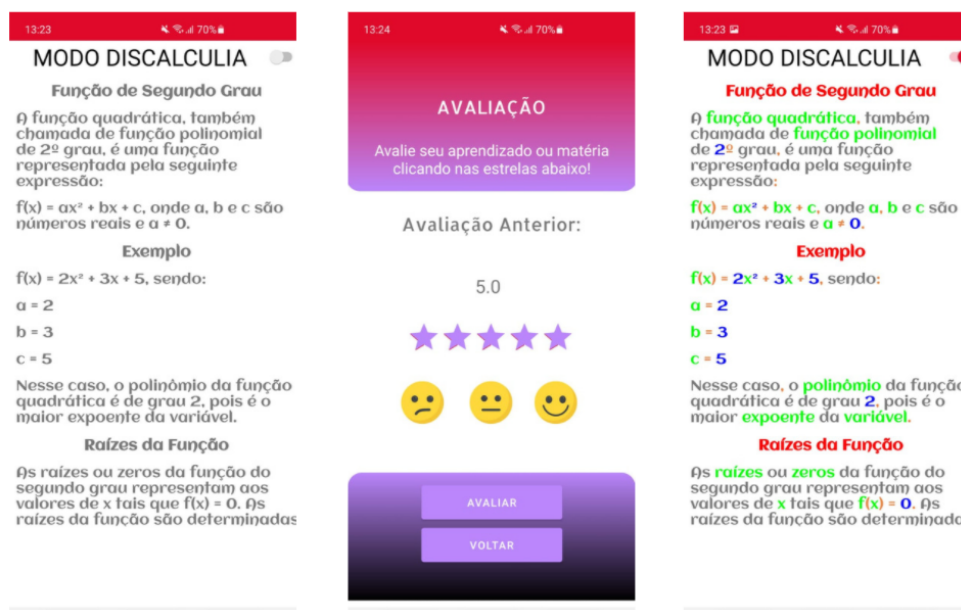 13:23
70%
MODO DISCALCULIA
Função de Segundo Grau
A função quadrática, também
chamada de função polinomial
de 2º grau, é uma função
representada pela seguinte
expressão:
f(x) = ax² + bx + c, onde a, b e c são
números reais e a ≠ 0.
Exemplo
f(x) = 2x² + 3x + 5, sendo:
a = 2
b = 3
c = 5
Nesse caso, o polinômio da função
quadrática é de grau 2, pois é o
maior expoente da variável.
Raízes da Função
As raízes ou zeros da função do
segundo grau representam aos
valores de x tais que f(x) = 0. As
raízes da função são determinadas
13:24
70%
AVALIAÇÃO
Avalie seu aprendizado ou matéria
clicando nas estrelas abaixo!
Avaliação Anterior:
5.0
AVALIAR
VOLTAR
13:23
70%
MODO DISCALCULIA
Função de Segundo Grau
A função quadrática, também
chamada de função polinomial
de 2º grau, é uma função
representada pela seguinte
expressão:
f(x) = ax² + bx + c, onde a, b e c são
números reais e a ≠ 0.
Exemplo
f(x) = 2x² + 3x + 5, sendo:
a = 2
b = 3
c = 5
Nesse caso, o polinômio da funçã
quadrática é de grau 2, pois é o
maior expoente da variável.
Raízes da Função
As raízes ou zeros da função do
segundo grau representam aos
valores de x tais que f(x) = 0. As
raízes da função são determinada